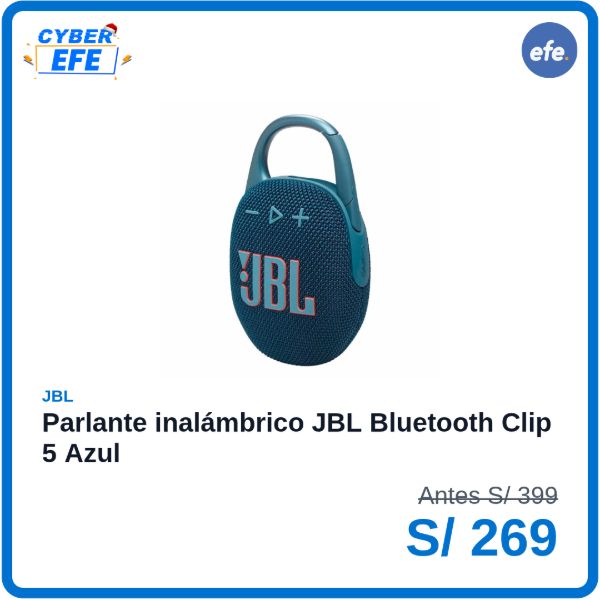 CYBER
EFE
efe.
JBL
JBL
Parlante inalámbrico JBL Bluetooth Clip
5 Azul
Antes S/ 399
S/ 269